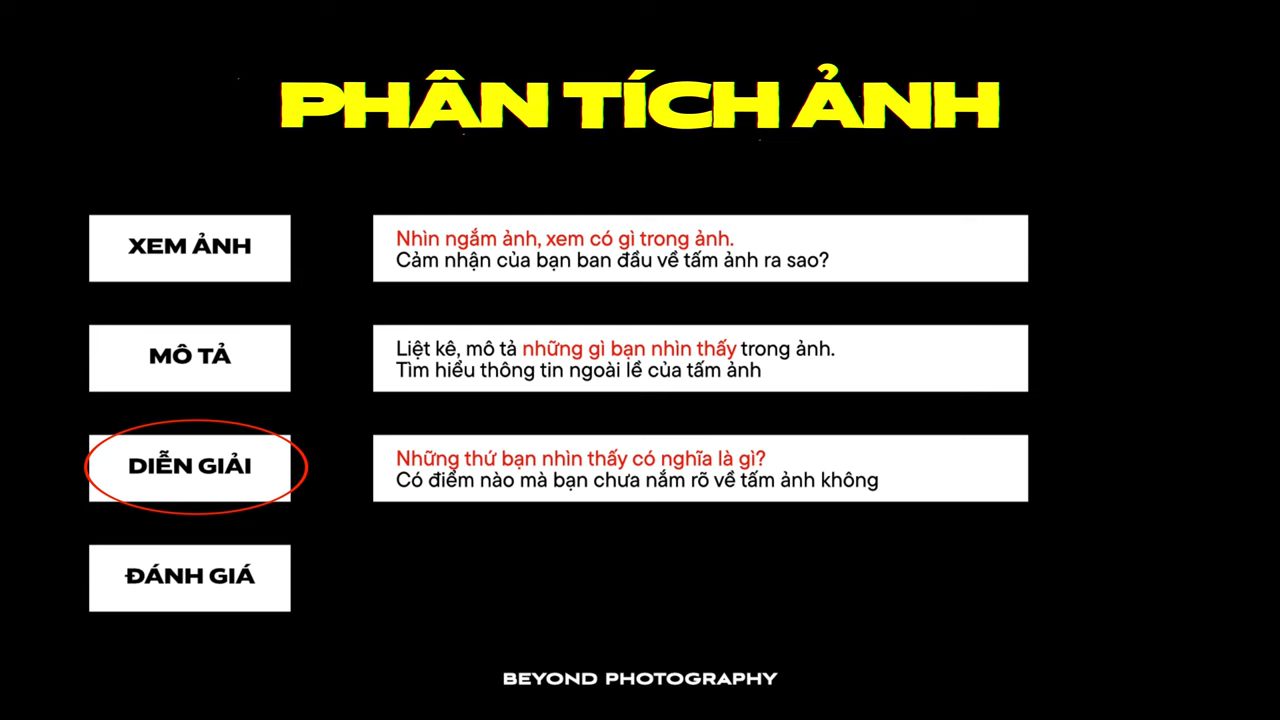 PHÂN TÍCH ẢNH
XEM ẢNH
Nhìn ngắm ảnh, xem có gì trong ảnh.
Cảm nhận của bạn ban đầu về tấm ảnh ra sao?
MÔ TẢ
Liệt kê, mô tả những gì bạn nhìn thấy trong ảnh.
Tìm hiểu thông tin ngoài lề của tấm ảnh
DIỄN GIẢI
Những thứ bạn nhìn thấy có nghĩa là gì?
Có điểm nào mà bạn chưa nắm rõ về tấm ảnh không
ĐÁNH GIÁ
BEYOND PHOTOGRAPHY